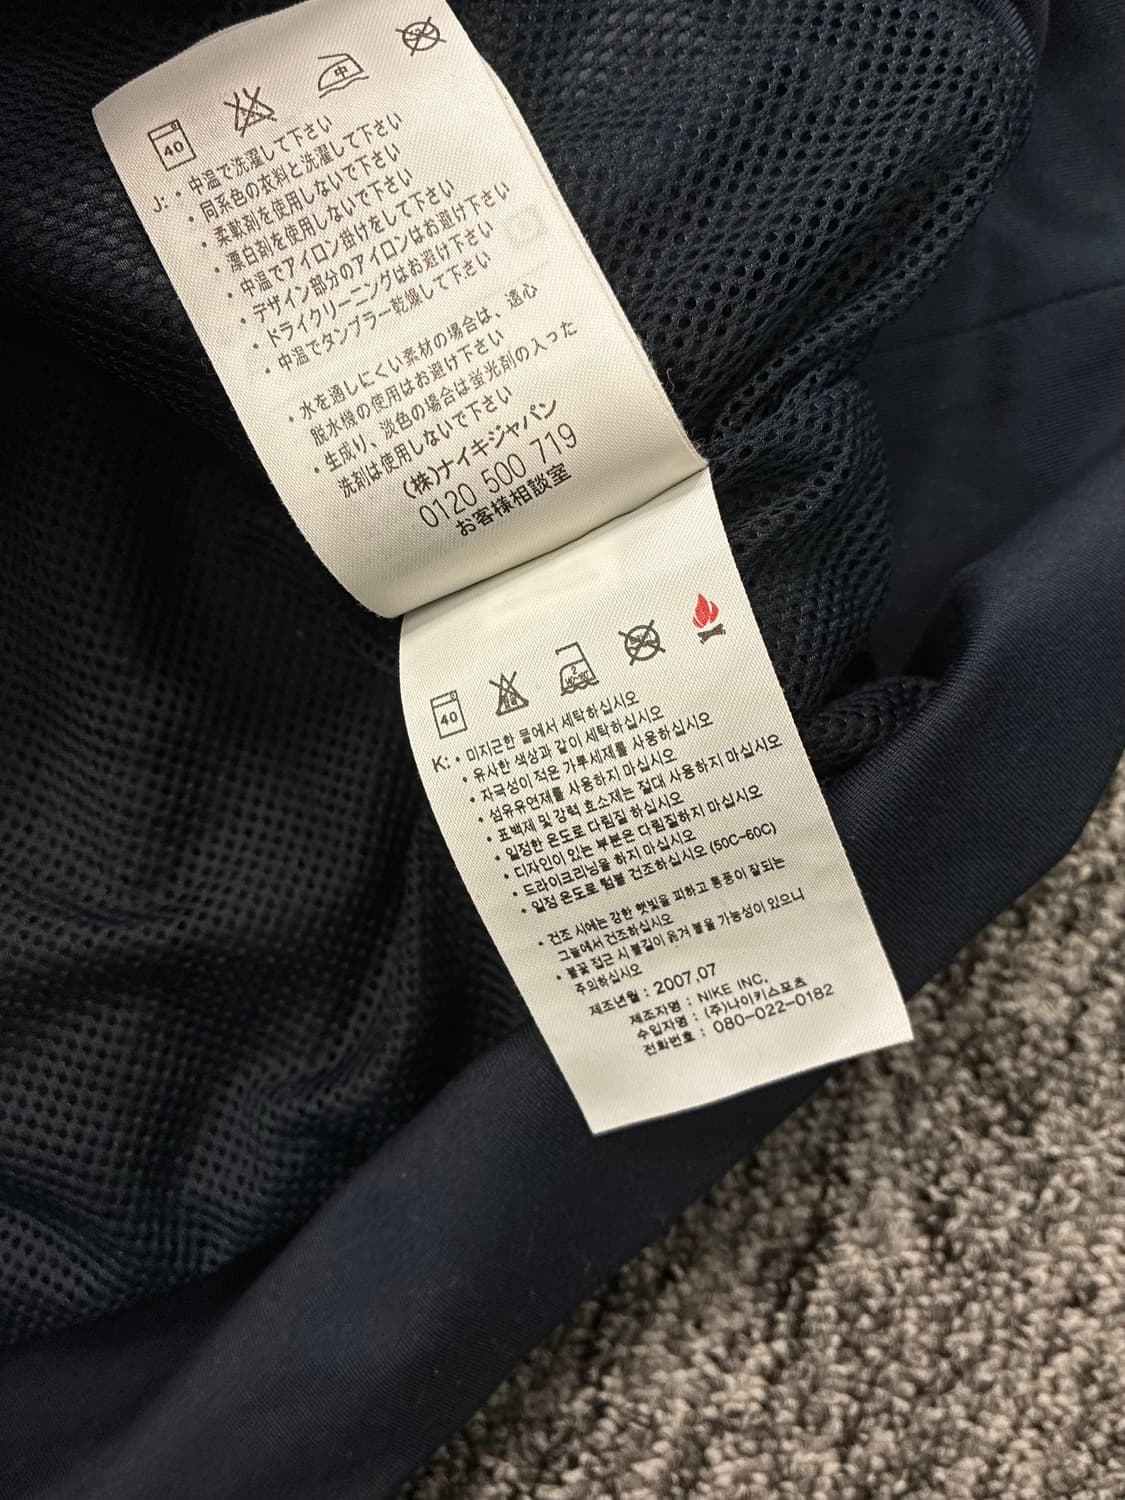 40 中
J: ・中温で洗濯して下さい
・同系色の衣料と洗濯して下さい
・柔軟剤を使用しないで下さい
・漂白剤を使用しないで下さい
・中温でアイロン掛けをして下さい
・デザイン部分のアイロンはお避け下さい
・ドライクリーニングはお避け下さい
・中温でタンブラー乾燥して下さい
・水を通しにくい素材の場合は、遠心
脱水機の使用はお避け下さい
・生成り、淡色の場合は蛍光剤の入った
洗剤は使用しないで下さい
(株)ナイキジャパン
0120 500 719
お客様相談室
40 2
K: • 미지근한 물에서 세탁하십시오
• 유사한 색상과 같이 세탁하십시오
• 자극성이 적은 가루세제를 사용하십시오
• 섬유유연제를 사용하지 마십시오
• 표백제 및 강력 효소제는 절대 사용하지 마십시오
• 일정한 온도로 다림질 하십시오
• 디자인이 있는 부분은 다림질하지 마십시오
• 드라이크리닝을 하지 마십시오
• 일정 온도로 텀블 건조하십시오 (50C-60C)
• 건조 시에는 강한 햇빛을 피하고 통풍이 잘되는
그늘에서 건조하십시오
• 불꽃 접근 시 불길이 옮겨 붙을 가능성이 있으니
주의하십시오
제조년월 : 2007.07
제조자명 : NIKE INC.
수입자명 : (주)나이키스포츠
전화번호 : 080-022-0182